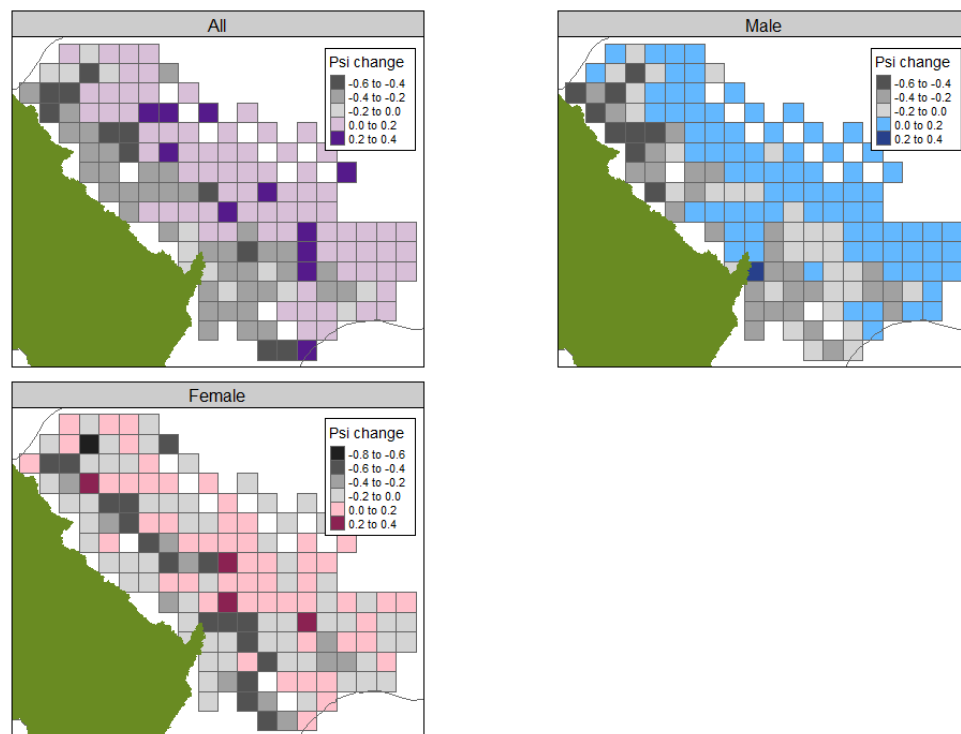 All
Psi change
-0.6 to -0.4
-0.4 to -0.2
-0.2 to 0.0
0.0 to 0.2
0.2 to 0.4
Male
Psi change
-0.6 to -0.4
-0.4 to -0.2
-0.2 to 0.0
0.0 to 0.2
0.2 to 0.4
Female
Psi change
-0.8 to -0.6
-0.6 to -0.4
-0.4 to -0.2
-0.2 to 0.0
0.0 to 0.2
0.2 to 0.4